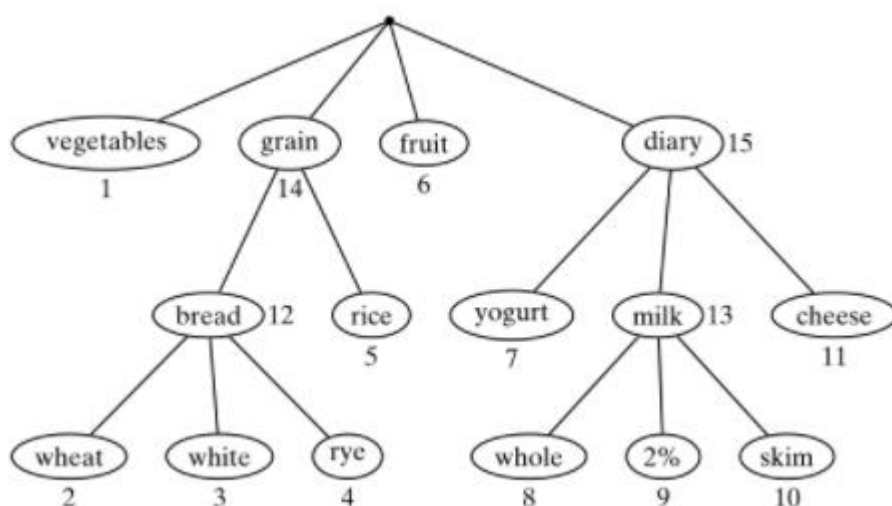 vegetables grain fruit diary 15
1 14 6
bread 12 rice yogurt milk 13 cheese
5 7 11
wheat white rye whole 2% skim
2 3 4 8 9 10